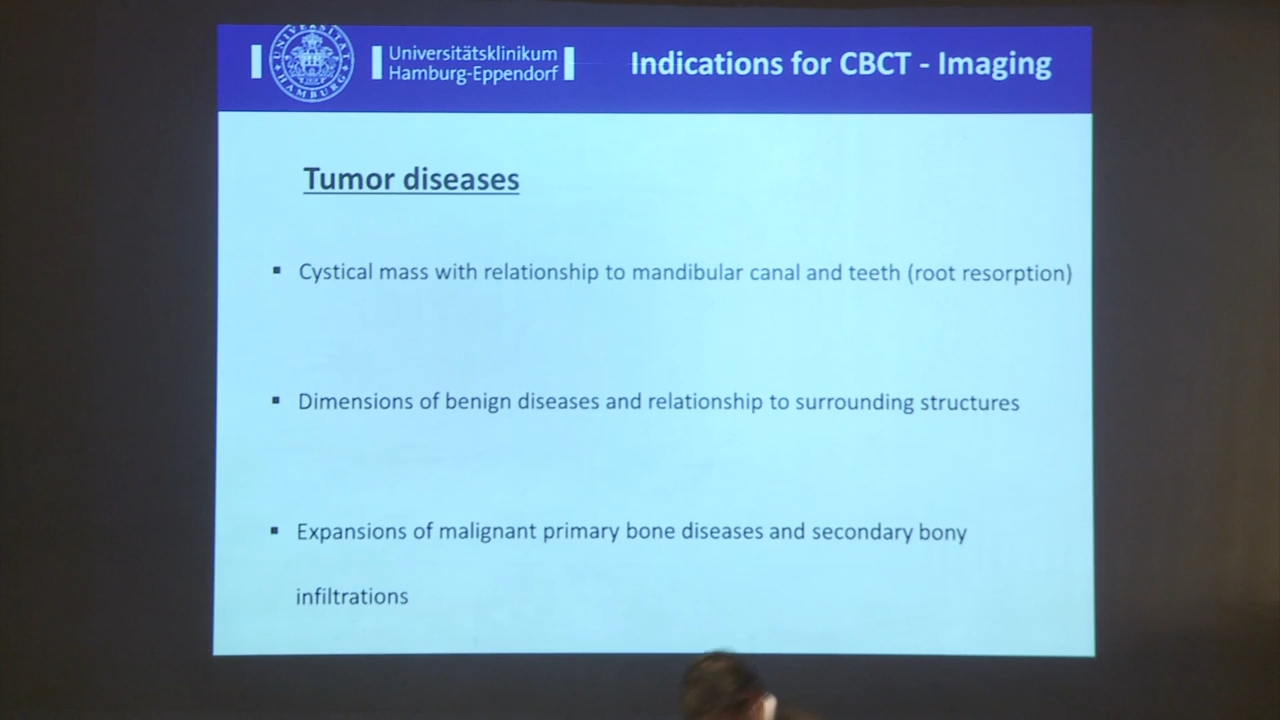 UNIVERSITÄT
HAMBURG
Universitätsklinikum
Hamburg-Eppendorf
Indications for CBCT - Imaging
Tumor diseases
▪ Cystical mass with relationship to mandibular canal and teeth (root resorption)
▪ Dimensions of benign diseases and relationship to surrounding structures
▪ Expansions of malignant primary bone diseases and secondary bony
infiltrations